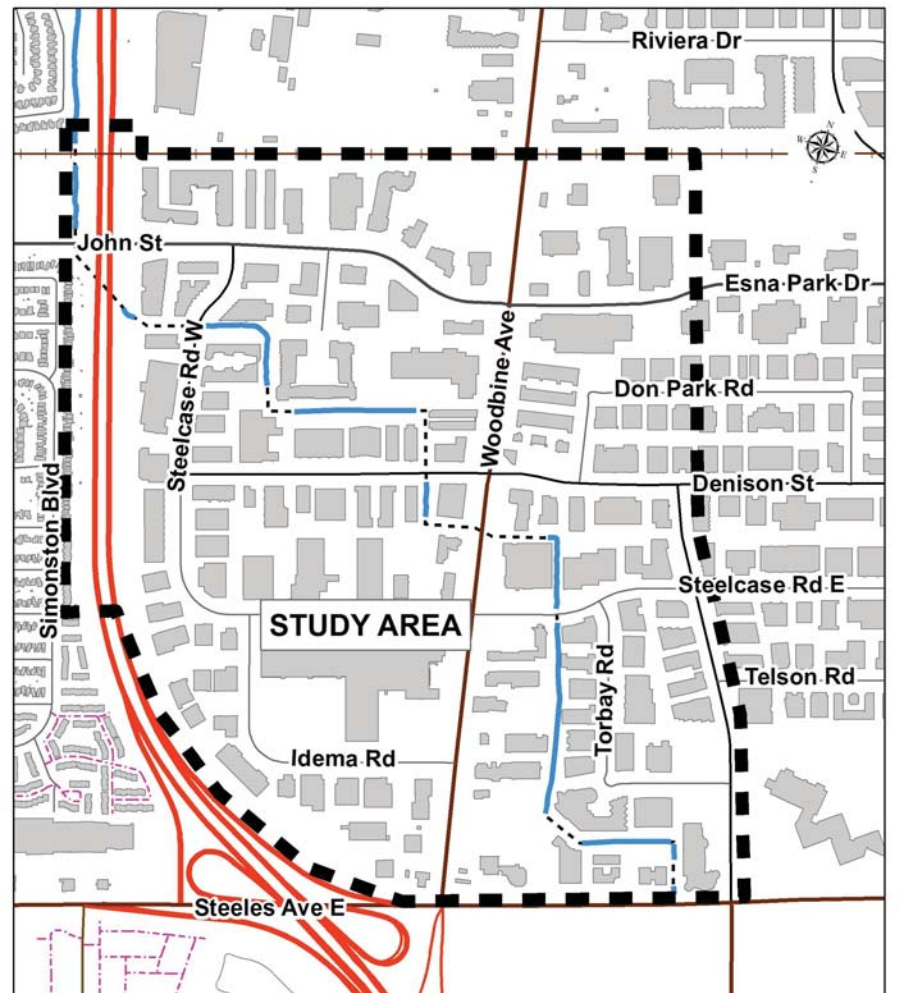 Riviera Dr
N
W
E
S
John St
Esna Park Dr
Steelcase Rd W
Woodbine Ave
Don Park Rd
Denison St
Simonston Blvd
Steelcase Rd E
STUDY AREA
Torbay Rd
Telson Rd
Idema Rd
Steeles Ave E